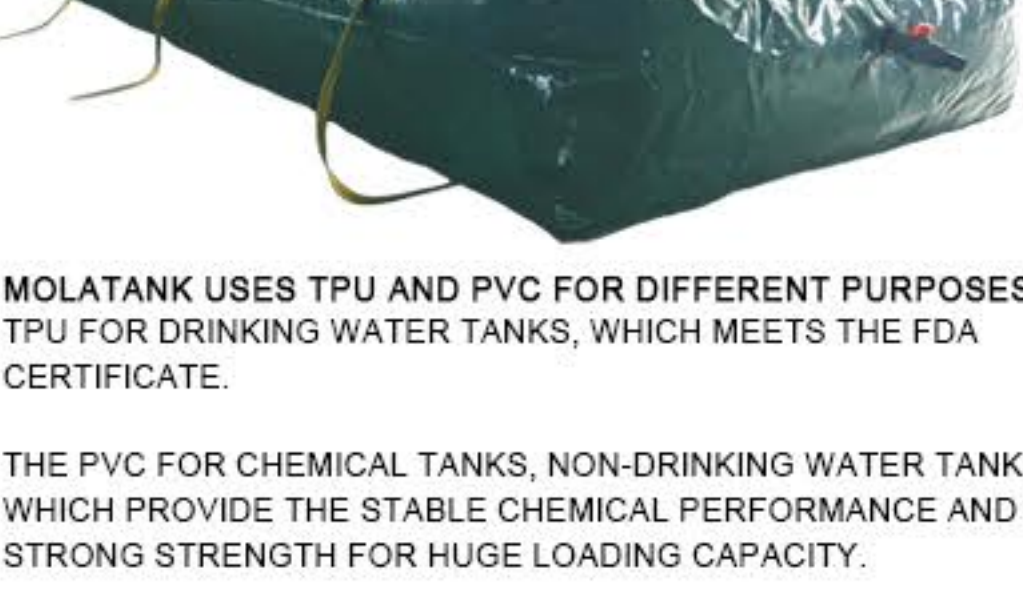 MOLATANK USES TPU AND PVC FOR DIFFERENT PURPOSES
TPU FOR DRINKING WATER TANKS, WHICH MEETS THE FDA
CERTIFICATE.
THE PVC FOR CHEMICAL TANKS, NON-DRINKING WATER TANK
WHICH PROVIDE THE STABLE CHEMICAL PERFORMANCE AND
STRONG STRENGTH FOR HUGE LOADING CAPACITY.